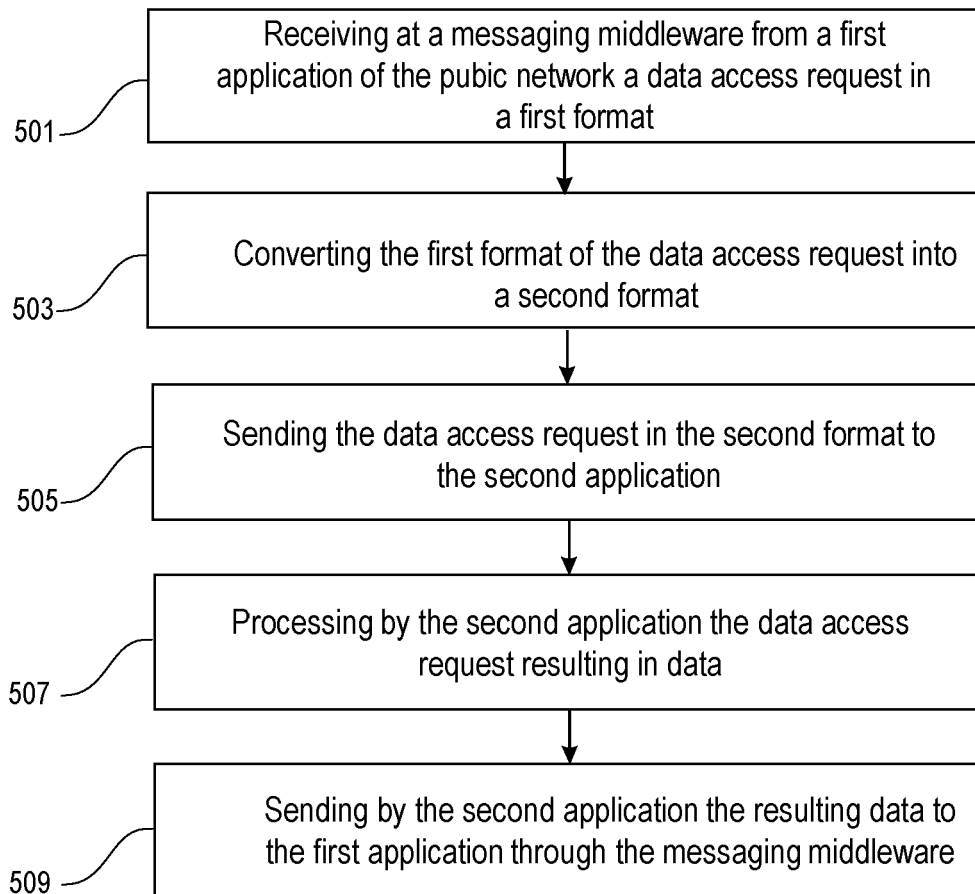 Receiving at a messaging middleware from a first
application of the pubic network a data access request in
a first format
501
Converting the first format of the data access request into
a second format
503
Sending the data access request in the second format to
the second application
505
Processing by the second application the data access
request resulting in data
507
Sending by the second application the resulting data to
the first application through the messaging middleware
509